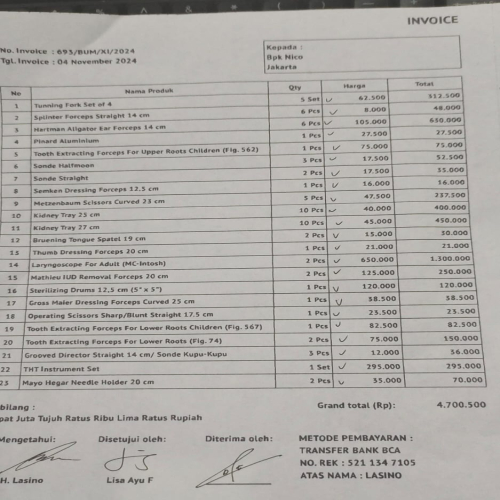 INVOICE
No. Invoice : 693/BUM/XI/2024
Tgl. Invoice : 04 November 2024
Kepada :
Bpk Nico
Jakarta
No Nama Produk Qty Harga Total
1 Tunning Fork Set of 4 5 Set 62.500 312.500
2 Splinter Forceps Straight 14 cm 6 Pcs 8.000 48.000
3 Hartman Aligator Ear Forceps 14 cm 6 Pcs 105.000 630.000
4 Pinard Aluminium 1 Pcs 27.500 27.500
5 Tooth Extracting Forceps For Upper Roots Children (Fig. 562) 1 Pcs 75.000 75.000
6 Sonde Halfmoon 3 Pcs 17.500 52.500
7 Sonde Straight 2 Pcs 17.500 35.000
8 Semken Dressing Forceps 12.5 cm 1 Pcs 16.000 16.000
9 Metzenbaum Scissors Curved 23 cm 5 Pcs 47.500 237.500
10 Kidney Tray 25 cm 10 Pcs 40.000 400.000
11 Kidney Tray 27 cm 10 Pcs 45.000 450.000
12 Bruening Tongue Spatel 19 cm 2 Pcs 15.000 30.000
13 Thumb Dressing Forceps 20 cm 1 Pcs 21.000 21.000
14 Laryngoscope For Adult (MC-Intosh) 2 Pcs 650.000 1.300.000
15 Mathieu IUD Removal Forceps 20 cm 2 Pcs 125.000 250.000
16 Sterilizing Drums 12,5 cm (5" x 5") 1 Pcs 120.000 120.000
17 Gross Maier Dressing Forceps Curved 25 cm 1 Pcs 38.500 38.500
18 Operating Scissors Sharp/Blunt Straight 17.5 cm 1 Pcs 23.500 23.500
19 Tooth Extracting Forceps For Lower Roots Children (Fig. 567) 1 Pcs 82.500 82.500
20 Tooth Extracting Forceps For Lower Roots (Fig. 74) 2 Pcs 75.000 150.000
21 Grooved Director Straight 14 cm/ Sonde Kupu-Kupu 3 Pcs 12.000 36.000
22 THT Instrument Set 1 Set 295.000 295.000
23 Mayo Hegar Needle Holder 20 cm 2 Pcs 35.000 70.000
bilang :
pat Juta Tujuh Ratus Ribu Lima Ratus Rupiah
Grand total (Rp): 4.700.500
Mengetahui: Disetujui oleh: Diterima oleh:
H. Lasino Lisa Ayu F
METODE PEMBAYARAN :
TRANSFER BANK BCA
NO. REK : 521 134 7105
ATAS NAMA : LASINO